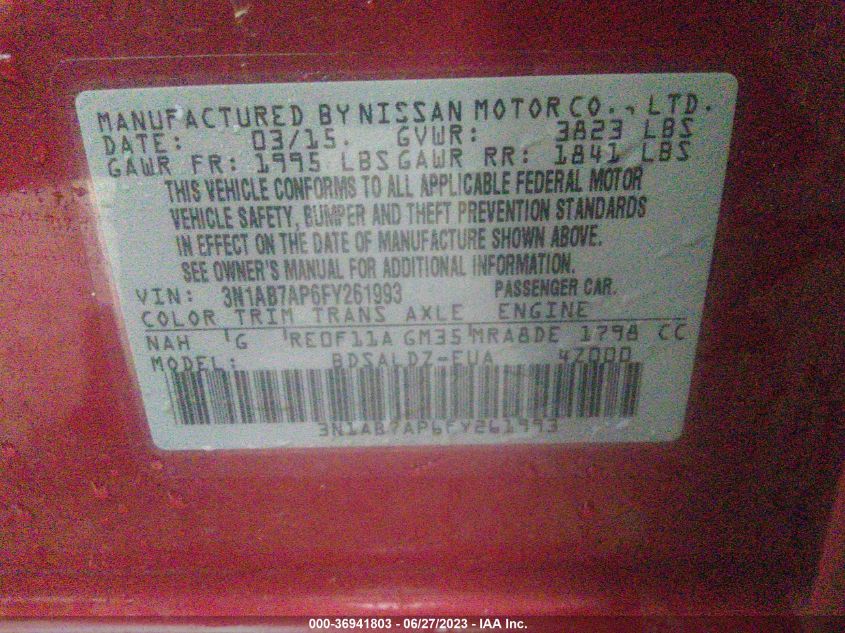 MANUFACTURED BY NISSAN MOTOR CO., LTD.
DATE: 03/15. GVWR: 3823 LBS
GAWR FR: 1995 LBS GAWR RR: 1841 LBS
THIS VEHICLE CONFORMS TO ALL APPLICABLE FEDERAL MOTOR
VEHICLE SAFETY, BUMPER AND THEFT PREVENTION STANDARDS
IN EFFECT ON THE DATE OF MANUFACTURE SHOWN ABOVE.
SEE OWNER'S MANUAL FOR ADDITIONAL INFORMATION.
VIN: 3N1AB7AP6FY261993 PASSENGER CAR.
COLOR TRIM TRANS AXLE ENGINE
NAH G RE0F11A GM35 MRA8DE 1798 CC
MODEL: BDSALDZ-EUA 4Z000
3N1AB7AP6FY261993
000-36941803 - 06/27/2023 - IAA Inc.